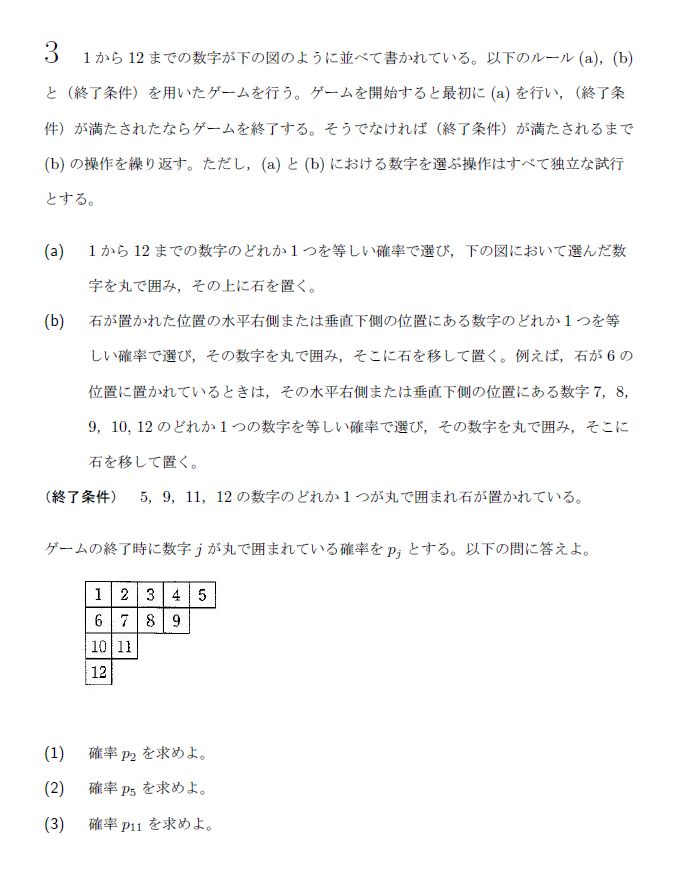 3 1 から 12 までの数字が下の図のように並べて書かれている。以下のルール (a), (b)
と（終了条件）を用いたゲームを行う。ゲームを開始すると最初に (a) を行い，（終了条
件）が満たされたならゲームを終了する。そうでなければ（終了条件）が満たされるまで
(b) の操作を繰り返す。ただし，(a) と (b) における数字を選ぶ操作はすべて独立な試行
とする。
(a) 1 から 12 までの数字のどれか 1 つを等しい確率で選び，下の図において選んだ数
字を丸で囲み，その上に石を置く。
(b) 石が置かれた位置の水平右側または垂直下側の位置にある数字のどれか 1 つを等
しい確率で選び，その数字を丸で囲み，そこに石を移して置く。例えば，石が 6 の
位置に置かれているときは，その水平右側または垂直下側の位置にある数字 7，8，
9，10, 12 のどれか 1 つの数字を等しい確率で選び，その数字を丸で囲み，そこに
石を移して置く。
（終了条件） 5，9，11，12 の数字のどれか 1 つが丸で囲まれ石が置かれている。
ゲームの終了時に数字 j が丸で囲まれている確率を pj とする。以下の問に答えよ。
1 2 3 4 5
6 7 8 9
10 11
12
(1) 確率 p2 を求めよ。
(2) 確率 p5 を求めよ。
(3) 確率 p11 を求めよ。